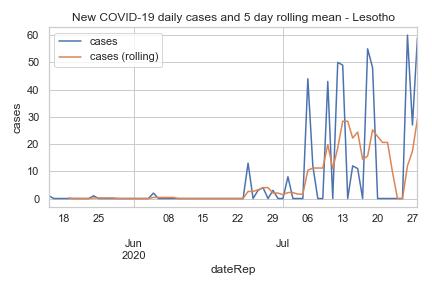 New COVID-19 daily cases and 5 day rolling mean - Lesotho
cases
cases (rolling)
cases
60
50
40
30
20
10
0
18 25 08 15 22 29 06 13 20 27
Jun Jul
2020
dateRep